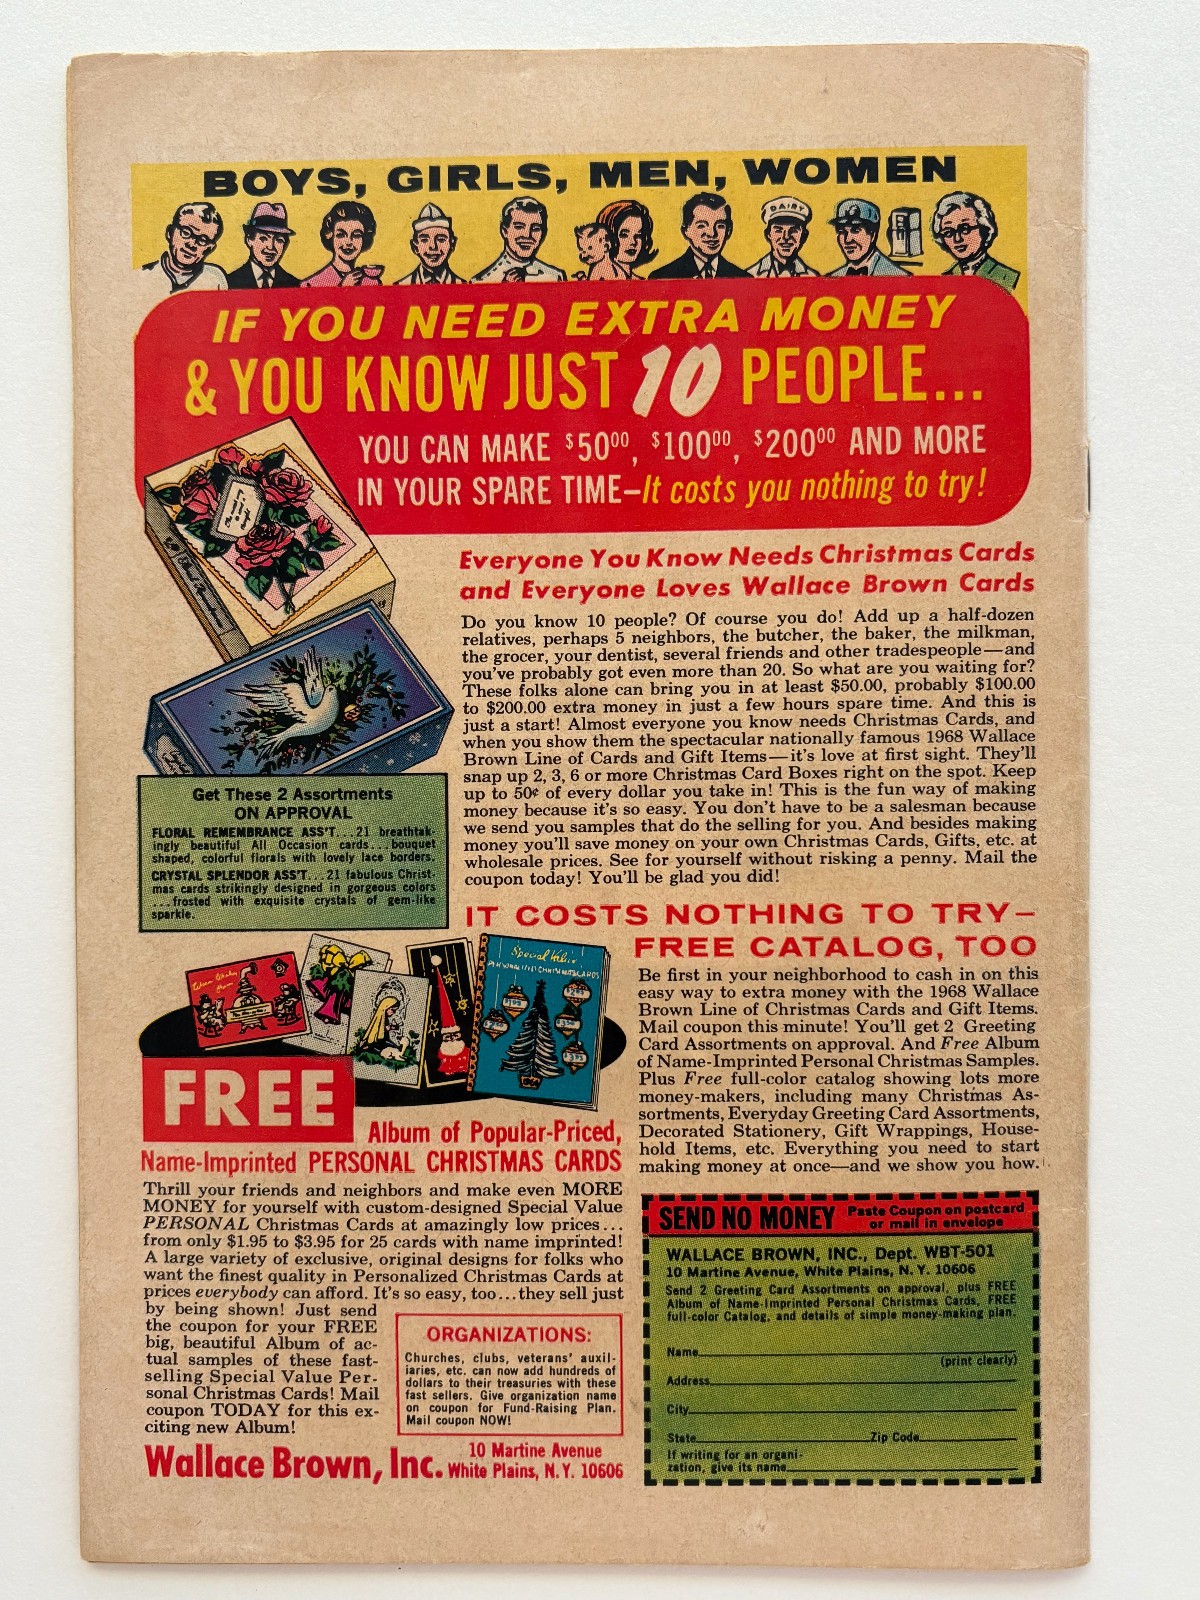 BOYS, GIRLS, MEN, WOMEN
DAIRY
IF YOU NEED EXTRA MONEY
& YOU KNOW JUST 10 PEOPLE...
YOU CAN MAKE $50⁰⁰, $100⁰⁰, $200⁰⁰ AND MORE
IN YOUR SPARE TIME—It costs you nothing to try!
Everyone You Know Needs Christmas Cards
and Everyone Loves Wallace Brown Cards
Do you know 10 people? Of course you do! Add up a half-dozen
relatives, perhaps 5 neighbors, the butcher, the baker, the milkman,
the grocer, your dentist, several friends and other tradespeople—and
you've probably got even more than 20. So what are you waiting for?
These folks alone can bring you in at least $50.00, probably $100.00
to $200.00 extra money in just a few hours spare time. And this is
just a start! Almost everyone you know needs Christmas Cards, and
when you show them the spectacular nationally famous 1968 Wallace
Brown Line of Cards and Gift Items—it's love at first sight. They'll
snap up 2, 3, 6 or more Christmas Card Boxes right on the spot. Keep
up to 50¢ of every dollar you take in! This is the fun way of making
money because it's so easy. You don't have to be a salesman because
we send you samples that do the selling for you. And besides making
money you'll save money on your own Christmas Cards, Gifts, etc. at
wholesale prices. See for yourself without risking a penny. Mail the
coupon today! You'll be glad you did!
Get These 2 Assortments
ON APPROVAL
FLORAL REMEMBRANCE ASS'T...21 breathtak-
ingly beautiful All Occasion cards...bouquet
shaped, colorful florals with lovely lace borders.
CRYSTAL SPLENDOR ASS'T...21 fabulous Christ-
mas cards strikingly designed in gorgeous colors
...frosted with exquisite crystals of gem-like
sparkle.
IT COSTS NOTHING TO TRY—
FREE CATALOG, TOO
Be first in your neighborhood to cash in on this
easy way to extra money with the 1968 Wallace
Brown Line of Christmas Cards and Gift Items.
Mail coupon this minute! You'll get 2 Greeting
Card Assortments on approval. And Free Album
of Name-Imprinted Personal Christmas Samples.
Plus Free full-color catalog showing lots more
money-makers, including many Christmas As-
sortments, Everyday Greeting Card Assortments,
Decorated Stationery, Gift Wrappings, House-
hold Items, etc. Everything you need to start
making money at once—and we show you how.
Special Value
PERSONALIZED CHRISTMAS CARDS
FREE
Album of Popular-Priced,
Name-Imprinted PERSONAL CHRISTMAS CARDS
Thrill your friends and neighbors and make even MORE
MONEY for yourself with custom-designed Special Value
PERSONAL Christmas Cards at amazingly low prices...
from only $1.95 to $3.95 for 25 cards with name imprinted!
A large variety of exclusive, original designs for folks who
want the finest quality in Personalized Christmas Cards at
prices everybody can afford. It's so easy, too...they sell just
by being shown! Just send
the coupon for your FREE
big, beautiful Album of ac-
tual samples of these fast-
selling Special Value Per-
sonal Christmas Cards! Mail
coupon TODAY for this ex-
citing new Album!
ORGANIZATIONS:
Churches, clubs, veterans' auxil-
iaries, etc. can now add hundreds of
dollars to their treasuries with these
fast sellers. Give organization name
on coupon for Fund-Raising Plan.
Mail coupon NOW!
Wallace Brown, Inc. 10 Martine Avenue
White Plains, N.Y. 10606
SEND NO MONEY Paste Coupon on postcard
or mail in envelope
WALLACE BROWN, INC., Dept. WBT-501
10 Martine Avenue, White Plains, N. Y. 10606
Send 2 Greeting Card Assortments on approval, plus FREE
Album of Name-Imprinted Personal Christmas Cards, FREE
full-color Catalog, and details of simple money-making plan.
Name
(print clearly)
Address
City
State Zip Code
If writing for an organi-
zation, give its name